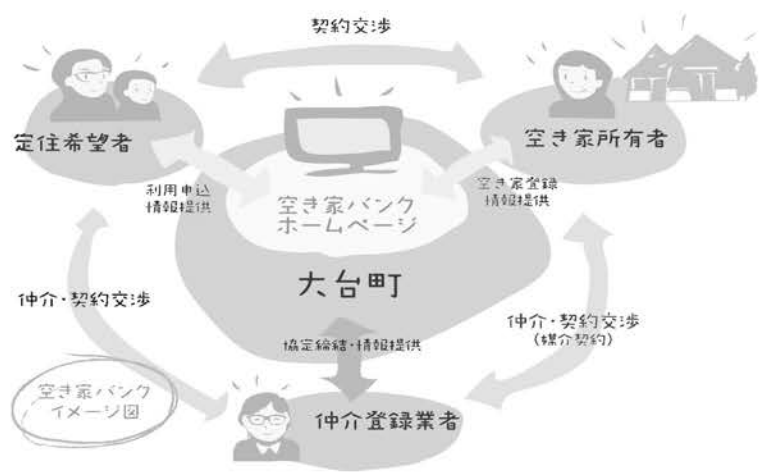 契約交渉
定住希望者
空き家所有者
利用申込
情報提供
空き家バンク
ホームページ
空き家登録
情報提供
大台町
仲介・契約交渉
仲介・契約交渉
(媒介契約)
協定締結・情報提供
空き家バンク
イメージ図
仲介登録業者